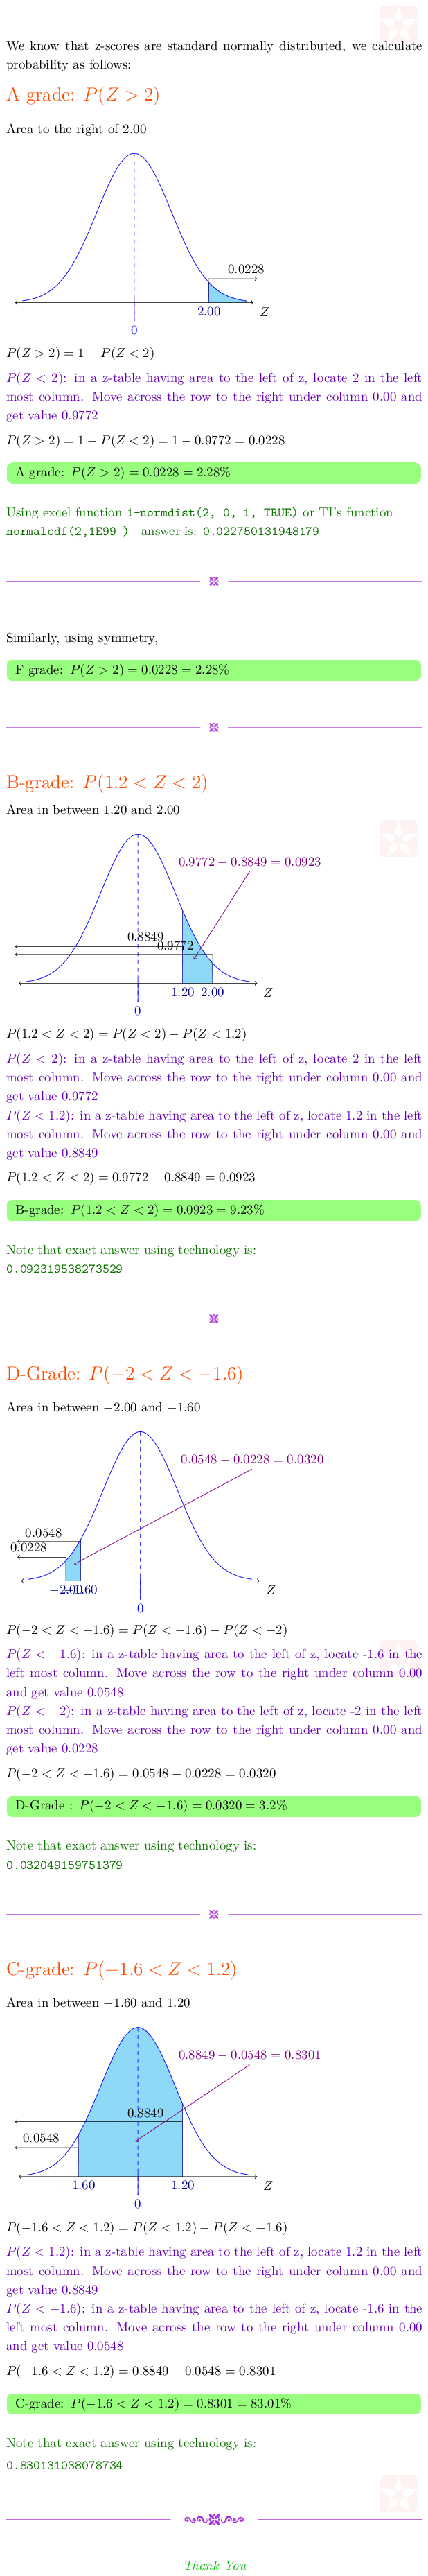 We know that z-scores are standard normally distributed, we calculate
probability as follows:
A grade: P(Z > 2)
Area to the right of 2.00
0.0228
2.00
Z
0
P(Z > 2) = 1 − P(Z < 2)
P(Z < 2): in a z-table having area to the left of z, locate 2 in the left
most column. Move across the row to the right under column 0.00 and
get value 0.9772
P(Z > 2) = 1 − P(Z < 2) = 1 − 0.9772 = 0.0228
A grade: P(Z > 2) = 0.0228 = 2.28%
Using excel function 1-normdist(2, 0, 1, TRUE) or TI's function
normalcdf(2,1E99 ) answer is: 0.022750131948179
Similarly, using symmetry,
F grade: P(Z > 2) = 0.0228 = 2.28%
B-grade: P(1.2 < Z < 2)
Area in between 1.20 and 2.00
0.9772 − 0.8849 = 0.0923
0.8849
0.9772
1.20 2.00
Z
0
P(1.2 < Z < 2) = P(Z < 2) − P(Z < 1.2)
P(Z < 2): in a z-table having area to the left of z, locate 2 in the left
most column. Move across the row to the right under column 0.00 and
get value 0.9772
P(Z < 1.2): in a z-table having area to the left of z, locate 1.2 in the left
most column. Move across the row to the right under column 0.00 and
get value 0.8849
P(1.2 < Z < 2) = 0.9772 − 0.8849 = 0.0923
B-grade: P(1.2 < Z < 2) = 0.0923 = 9.23%
Note that exact answer using technology is:
0.092319538273529
D-Grade: P(−2 < Z < −1.6)
Area in between −2.00 and −1.60
0.0548 − 0.0228 = 0.0320
0.0548
0.0228
−2.00 −1.60
Z
0
P(−2 < Z < −1.6) = P(Z < −1.6) − P(Z < −2)
P(Z < −1.6): in a z-table having area to the left of z, locate -1.6 in the
left most column. Move across the row to the right under column 0.00
and get value 0.0548
P(Z < −2): in a z-table having area to the left of z, locate -2 in the left
most column. Move across the row to the right under column 0.00 and
get value 0.0228
P(−2 < Z < −1.6) = 0.0548 − 0.0228 = 0.0320
D-Grade : P(−2 < Z < −1.6) = 0.0320 = 3.2%
Note that exact answer using technology is:
0.032049159751379
C-grade: P(−1.6 < Z < 1.2)
Area in between −1.60 and 1.20
0.8849 − 0.0548 = 0.8301
0.8849
0.0548
−1.60 1.20
Z
0
P(−1.6 < Z < 1.2) = P(Z < 1.2) − P(Z < −1.6)
P(Z < 1.2): in a z-table having area to the left of z, locate 1.2 in the left
most column. Move across the row to the right under column 0.00 and
get value 0.8849
P(Z < −1.6): in a z-table having area to the left of z, locate -1.6 in the
left most column. Move across the row to the right under column 0.00
and get value 0.0548
P(−1.6 < Z < 1.2) = 0.8849 − 0.0548 = 0.8301
C-grade: P(−1.6 < Z < 1.2) = 0.8301 = 83.01%
Note that exact answer using technology is:
0.830131038078734
Thank You